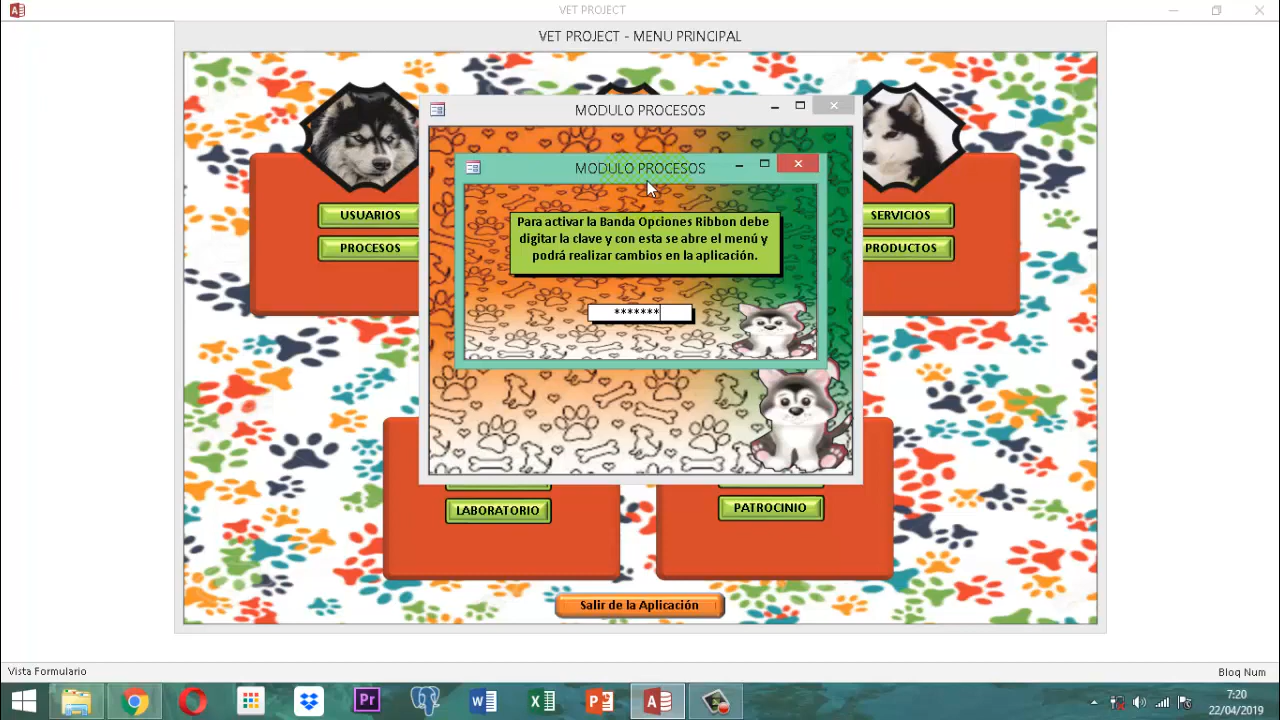 VET PROJECT
VET PROJECT - MENU PRINCIPAL
MODULO PROCESOS
MODULO PROCESOS
Para activar la Banda Opciones Ribbon debe
digitar la clave y con esta se abre el menú y
podrá realizar cambios en la aplicación.
*******
USUARIOS
SERVICIOS
PROCESOS
PRODUCTOS
LABORATORIO
PATROCINIO
Salir de la Aplicación
Vista Formulario
Bloq Num
Pr
7:20
22/04/2019